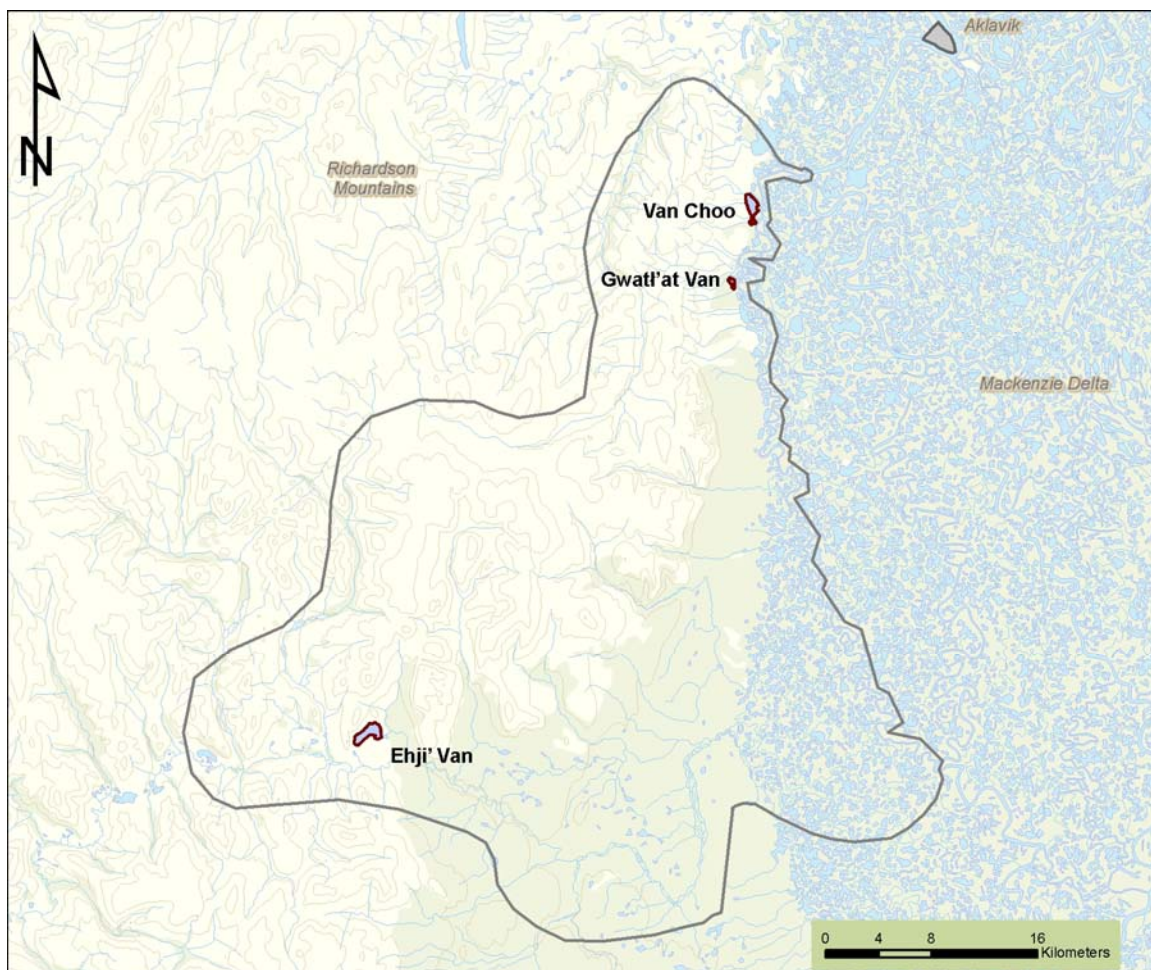 Aklavik
N
Richardson
Mountains
Van Choo
Gwatł'at Van
Mackenzie Delta
Ehji' Van
0 4 8 16
Kilometers